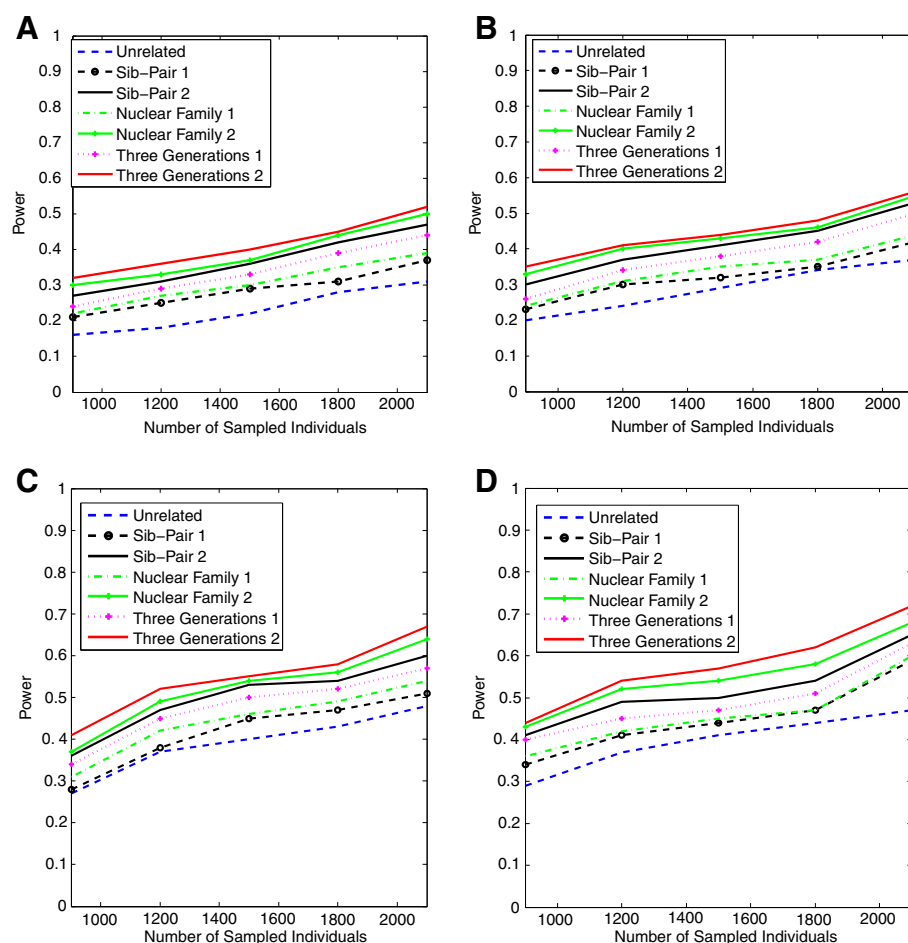 A
1
0.9
0.8
0.7
0.6
0.5
0.4
0.3
0.2
0.1
0
Power
Unrelated
Sib-Pair 1
Sib-Pair 2
Nuclear Family 1
Nuclear Family 2
Three Generations 1
Three Generations 2
1000 1200 1400 1600 1800 2000
Number of Sampled Individuals
B
1
0.9
0.8
0.7
0.6
0.5
0.4
0.3
0.2
0.1
0
Power
Unrelated
Sib-Pair 1
Sib-Pair 2
Nuclear Family 1
Nuclear Family 2
Three Generations 1
Three Generations 2
1000 1200 1400 1600 1800 2000
Number of Sampled Individuals
C
1
0.9
0.8
0.7
0.6
0.5
0.4
0.3
0.2
0.1
0
Power
Unrelated
Sib-Pair 1
Sib-Pair 2
Nuclear Family 1
Nuclear Family 2
Three Generations 1
Three Generations 2
1000 1200 1400 1600 1800 2000
Number of Sampled Individuals
D
1
0.9
0.8
0.7
0.6
0.5
0.4
0.3
0.2
0.1
0
Power
Unrelated
Sib-Pair 1
Sib-Pair 2
Nuclear Family 1
Nuclear Family 2
Three Generations 1
Three Generations 2
1000 1200 1400 1600 1800 2000
Number of Sampled Individuals